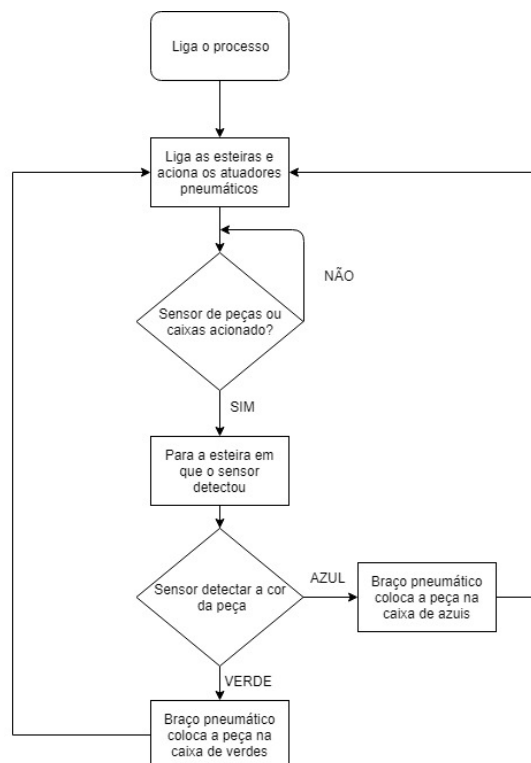 Liga o processo
Liga as esteiras e
aciona os atuadores
pneumáticos
NÃO
Sensor de peças ou
caixas acionado?
SIM
Para a esteira em
que o sensor
detectou
Sensor detectar a cor
da peça
AZUL
Braço pneumático
coloca a peça na
caixa de azuis
VERDE
Braço pneumático
coloca a peça na
caixa de verdes